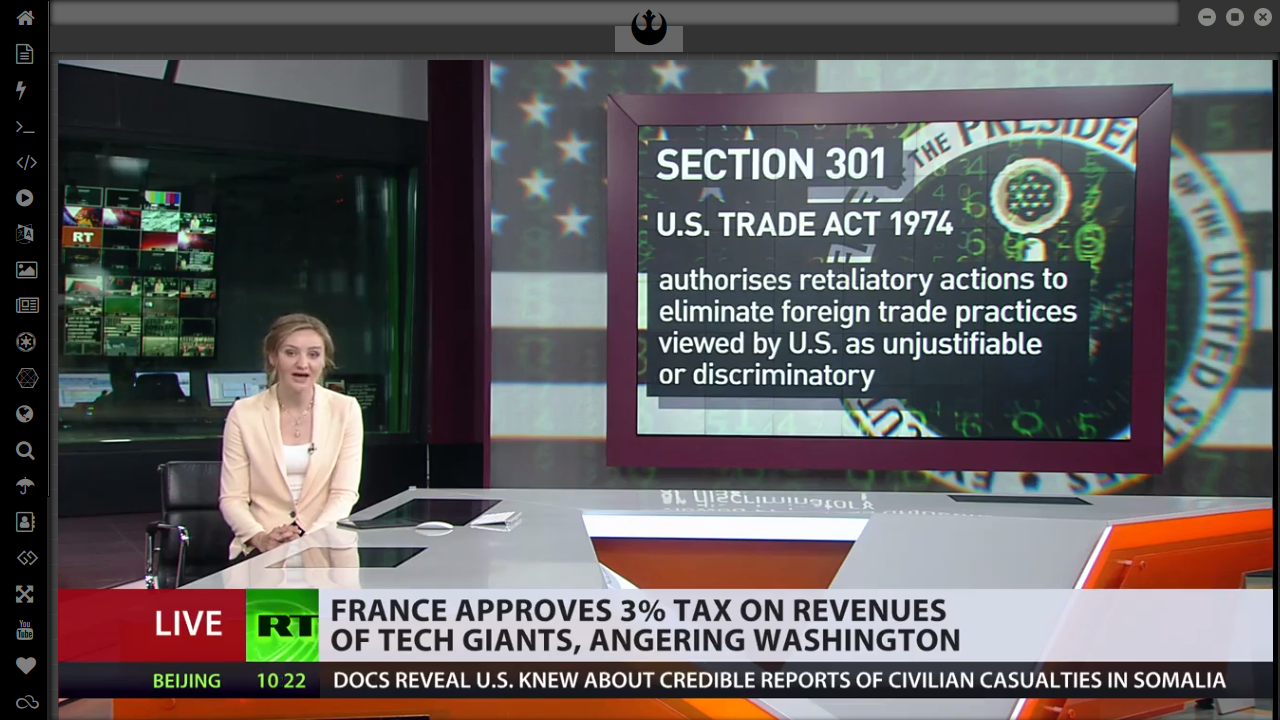 SECTION 301
U.S. TRADE ACT 1974
authorises retaliatory actions to
eliminate foreign trade practices
viewed by U.S. as unjustifiable
or discriminatory
THE PRESIDEN
OF THE UNITED STATES
RT
LIVE
RT
FRANCE APPROVES 3% TAX ON REVENUES
OF TECH GIANTS, ANGERING WASHINGTON
BEIJING 10 22
DOCS REVEAL U.S. KNEW ABOUT CREDIBLE REPORTS OF CIVILIAN CASUALTIES IN SOMALIA
You
Tube